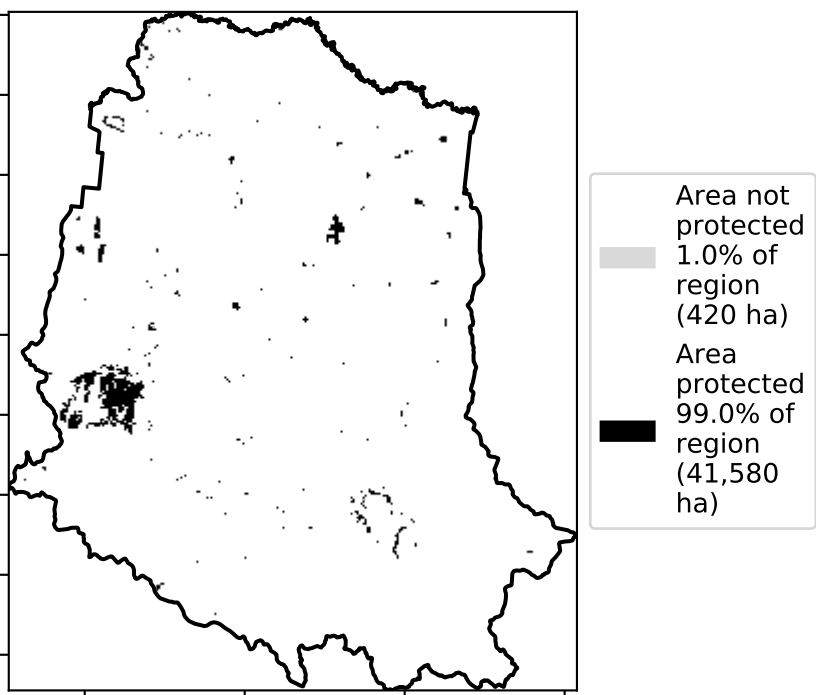 Area not
protected
1.0% of
region
(420 ha)
Area
protected
99.0% of
region
(41,580
ha)